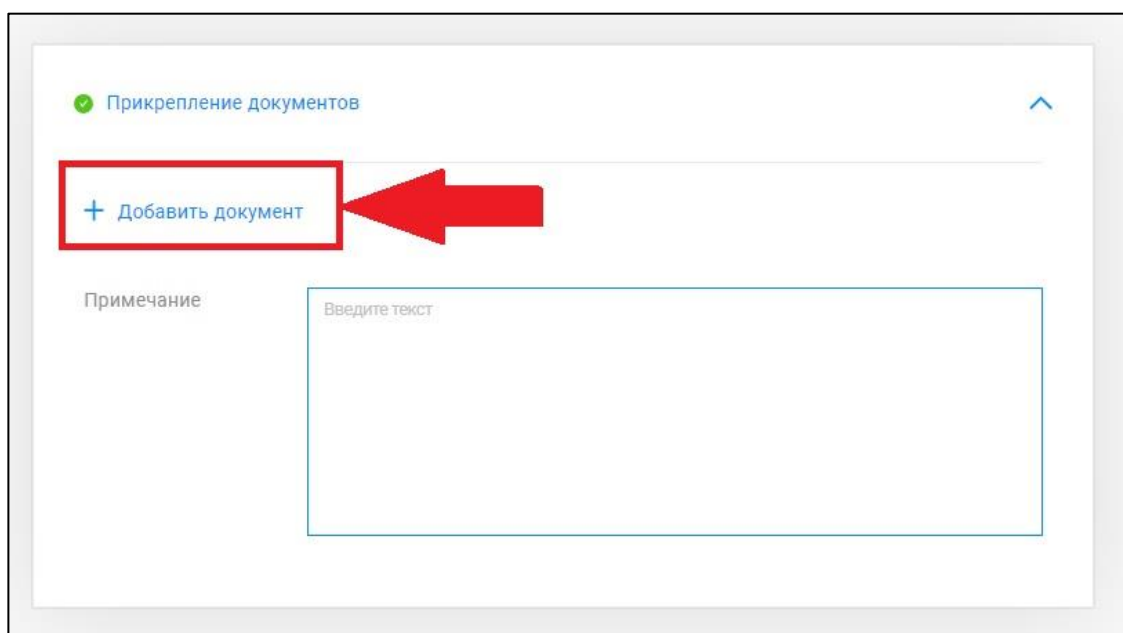 Прикрепление документов
+ Добавить документ
Примечание
Введите текст